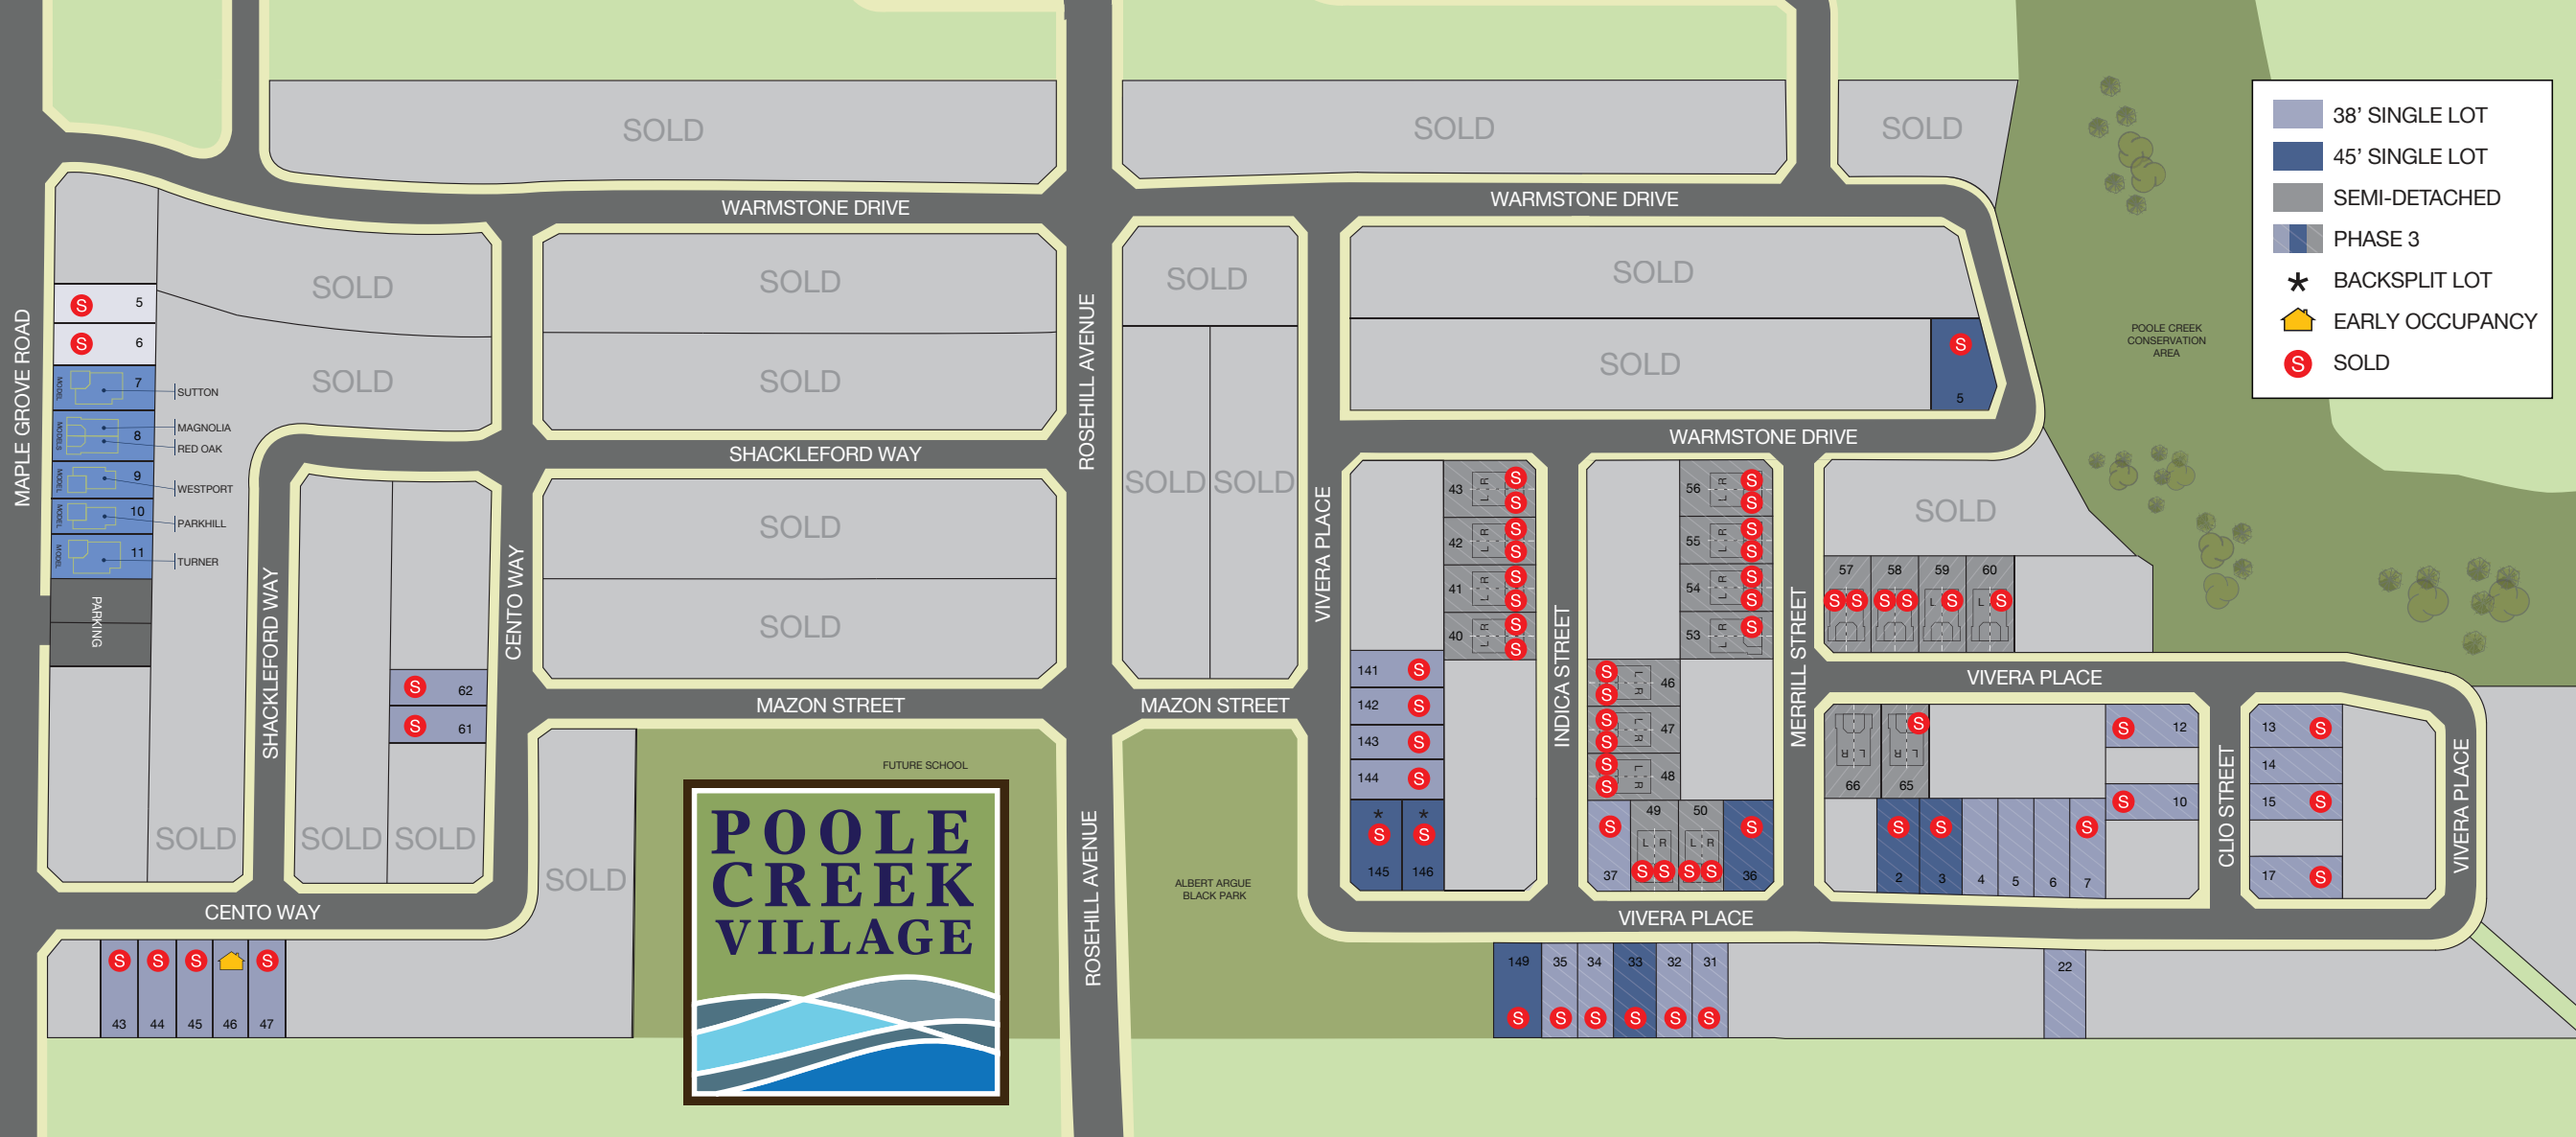 SOLD
SOLD
SOLD
38’ SINGLE LOT
45’ SINGLE LOT
SEMI-DETACHED
PHASE 3
* BACKSPLIT LOT
EARLY OCCUPANCY
S SOLD
WARMSTONE DRIVE
WARMSTONE DRIVE
SOLD
SOLD
SOLD
SOLD
S 5
S 6
MAPLE GROVE ROAD
ROSEHILL AVENUE
SOLD
SOLD
SOLD
S
5
POOLE CREEK
CONSERVATION
AREA
MODEL 7 SUTTON
MODELS 8 MAGNOLIA
RED OAK
MODEL 9 WESTPORT
MODEL 10 PARKHILL
MODEL 11 TURNER
PARKING
SHACKLEFORD WAY
WARMSTONE DRIVE
SOLD SOLD
SHACKLEFORD WAY
CENTO WAY
SOLD
SOLD
VIVERA PLACE
43 L R S S
42 L R S S
41 L R S S
40 L R S S
INDICA STREET
56 L R S S
55 L R S S
54 L R S S
53 L R S
MERRILL STREET
SOLD
57 58 59 60
S S S S L S L S
VIVERA PLACE
S 62
S 61
MAZON STREET
MAZON STREET
141 S
142 S
143 S
144 S
* *
S S
145 146
S S L R 46
S S L R 47
S S L R 48
49 50
S L R L R S
37 S S S S 36
S
R L R L
66 65
S 12
S 10
S S S
2 3 4 5 6 7
CLIO STREET
13 S
14
15 S
17 S
VIVERA PLACE
SOLD
SOLD SOLD
SOLD
FUTURE SCHOOL
POOLE
CREEK
VILLAGE
ROSEHILL AVENUE
ALBERT ARGUE
BLACK PARK
CENTO WAY
VIVERA PLACE
S S S S
43 44 45 46 47
149 35 34 33 32 31
S S S S S S
22